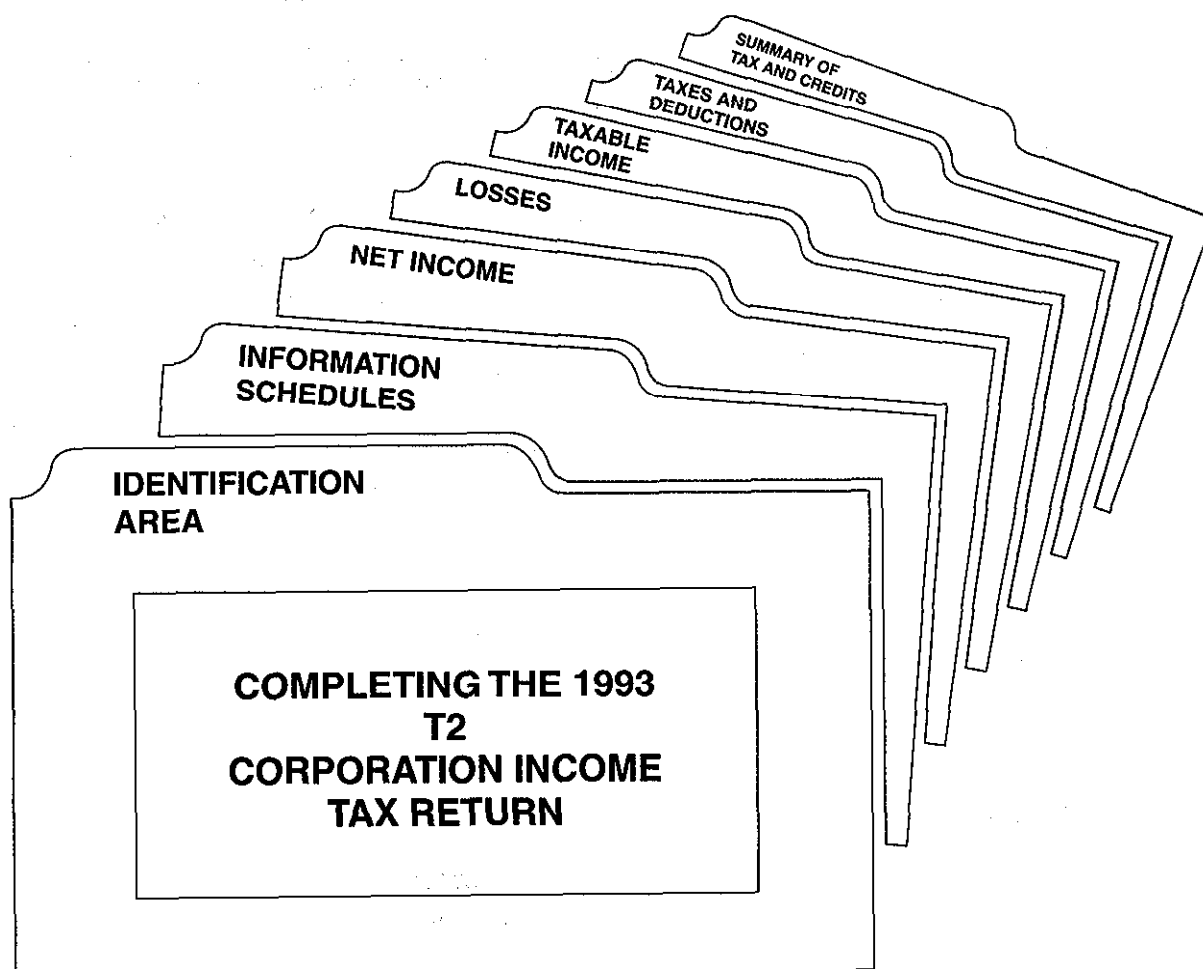 SUMMARY OF
TAX AND CREDITS
TAXES AND
DEDUCTIONS
TAXABLE
INCOME
LOSSES
NET INCOME
INFORMATION
SCHEDULES
IDENTIFICATION
AREA
COMPLETING THE 1993
T2
CORPORATION INCOME
TAX RETURN